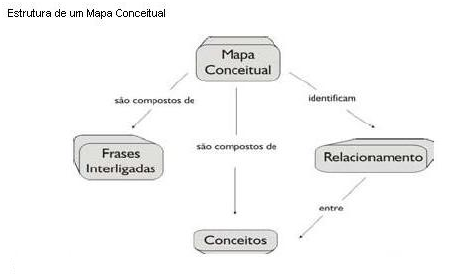 Estrutura de um Mapa Conceitual
Mapa
Conceitual
são compostos de
identificam
Frases
Interligadas
são compostos de
Relacionamento
entre
Conceitos